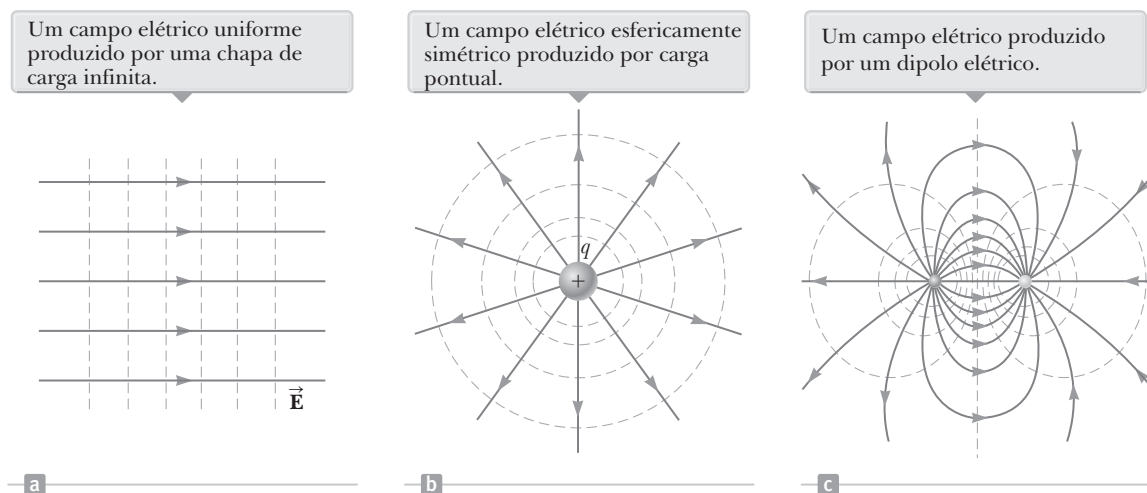 Um campo elétrico uniforme
produzido por uma chapa de
carga infinita.
Um campo elétrico esfericamente
simétrico produzido por carga
pontual.
Um campo elétrico produzido
por um dipolo elétrico.
q
+
E⃗
a
b
c